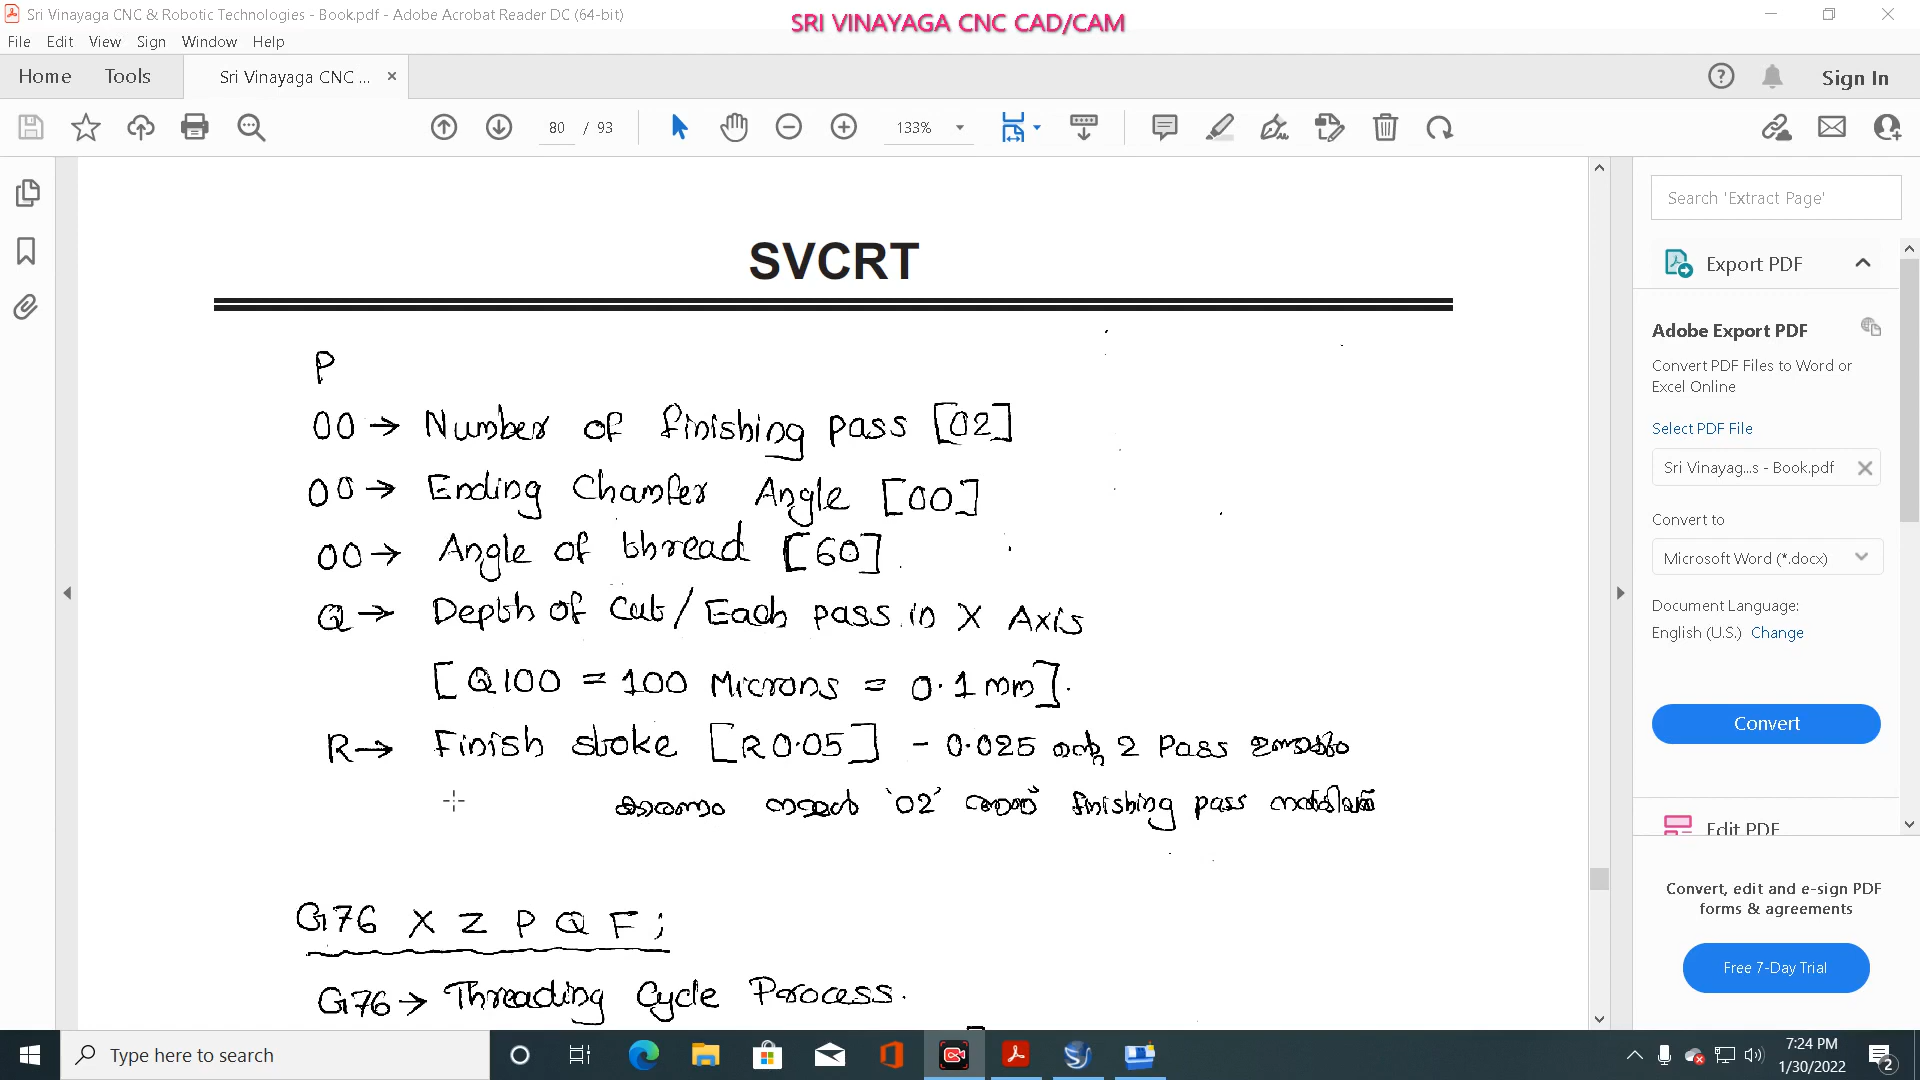 Sri Vinayaga CNC & Robotic Technologies - Book.pdf - Adobe Acrobat Reader DC (64-bit)
SRI VINAYAGA CNC CAD/CAM
File Edit View Sign Window Help
Home Tools Sri Vinayaga CNC ... × Sign In
80 / 93 133%
SVCRT
P
00 → Number of finishing pass [02]
00 → Ending Chamfer Angle [00]
00 → Angle of thread [60]
Q → Depth of Cut / Each pass in X Axis
[Q100 = 100 Microns = 0.1mm].
R → Finish stoke [R0.05] - 0.025 2 Pass
'02' finishing pass
G76 X Z P Q F ;
G76 → Threading Cycle Process.
Search 'Extract Page'
Export PDF
Adobe Export PDF
Convert PDF Files to Word or
Excel Online
Select PDF File
Sri Vinayag...s - Book.pdf
Convert to
Microsoft Word (*.docx)
Document Language:
English (U.S.) Change
Convert
Edit PDF
Convert, edit and e-sign PDF
forms & agreements
Free 7-Day Trial
Type here to search
7:24 PM
1/30/2022
2